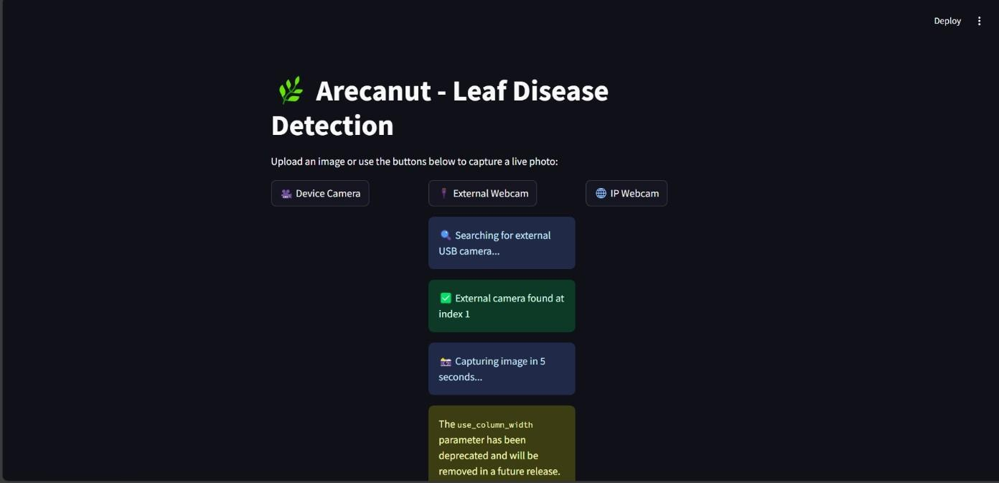 Deploy
Arecanut - Leaf Disease
Detection
Upload an image or use the buttons below to capture a live photo:
Device Camera
External Webcam
IP Webcam
Searching for external
USB camera...
External camera found at
index 1
Capturing image in 5
seconds...
The use_column_width
parameter has been
deprecated and will be
removed in a future release.